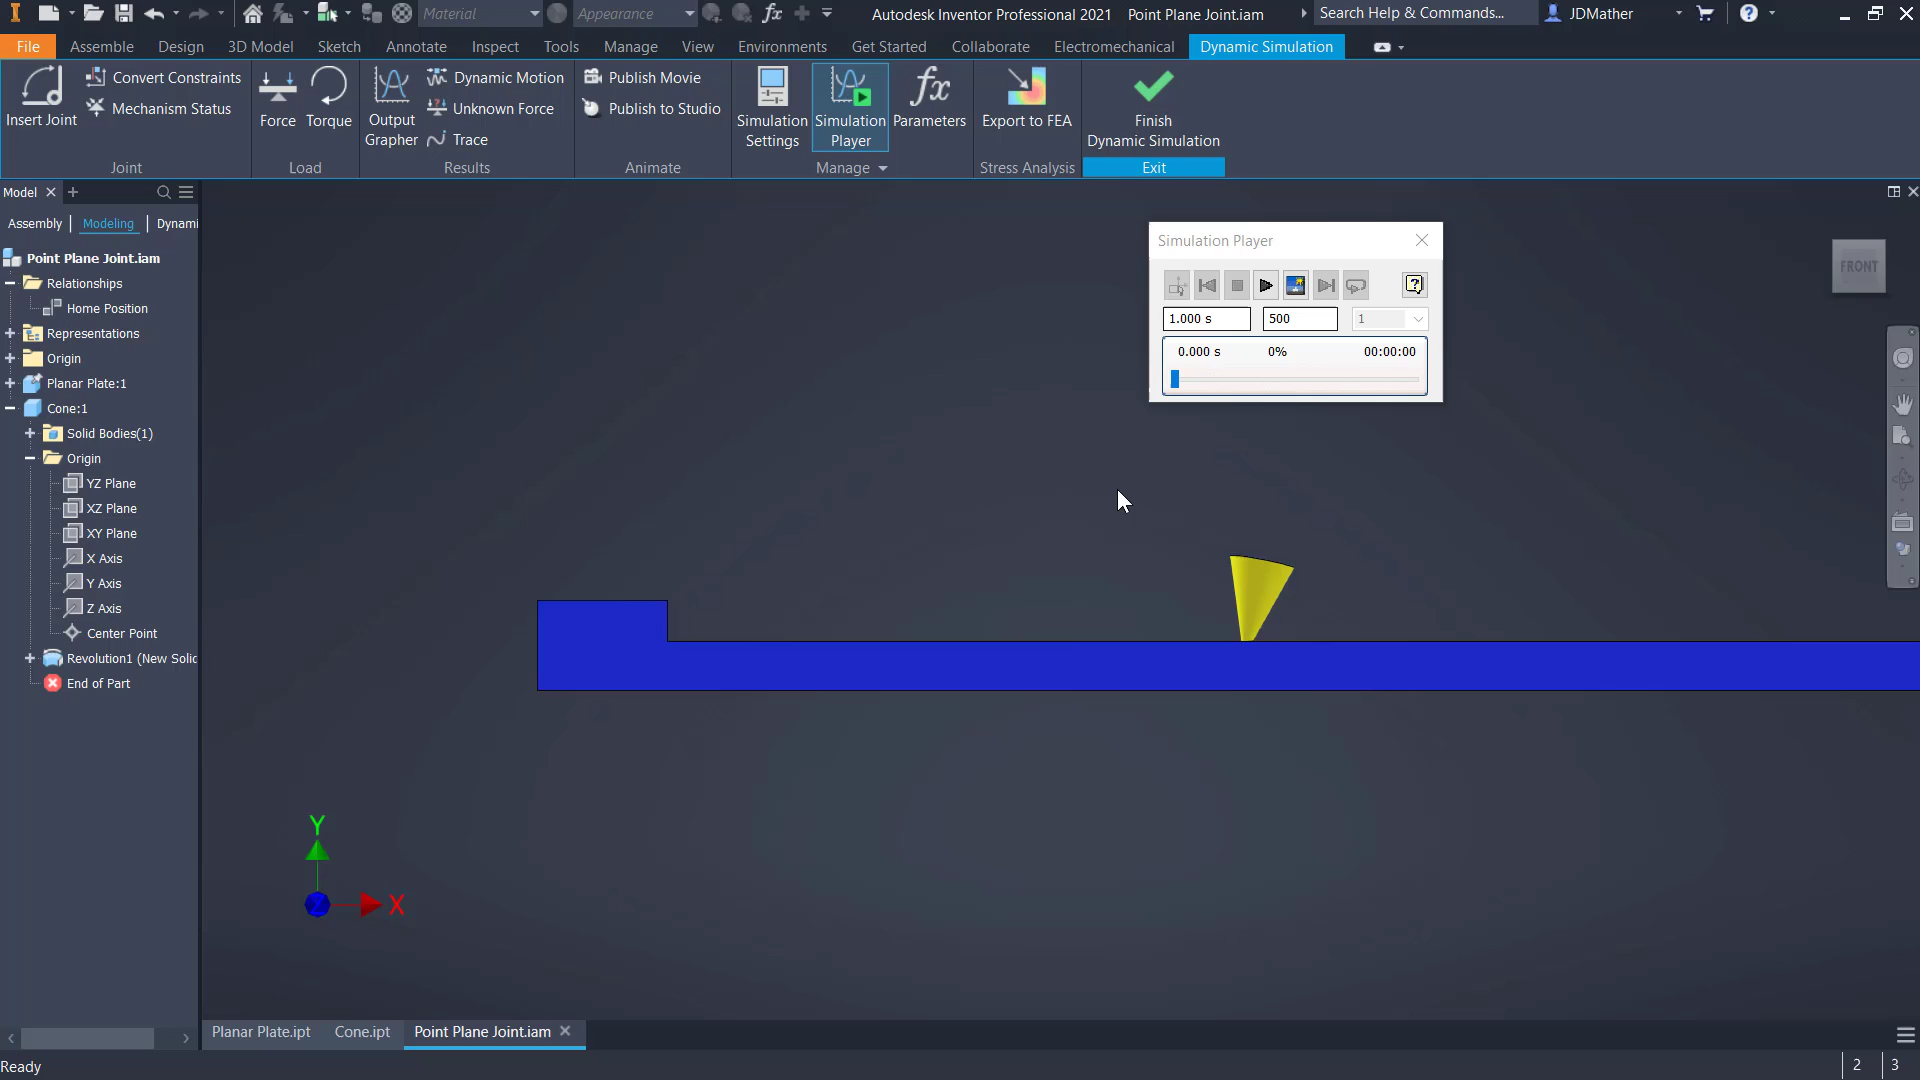 Material
Appearance
fx
Autodesk Inventor Professional 2021 Point Plane Joint.iam
Search Help & Commands...
JDMather
File
Assemble
Design
3D Model
Sketch
Annotate
Inspect
Tools
Manage
View
Environments
Get Started
Collaborate
Electromechanical
Dynamic Simulation
Insert Joint
Convert Constraints
Mechanism Status
Joint
Force
Torque
Load
Output
Grapher
Dynamic Motion
Unknown Force
Trace
Results
Publish Movie
Publish to Studio
Animate
Simulation
Settings
Simulation
Player
fx
Parameters
Manage
Export to FEA
Stress Analysis
Finish
Dynamic Simulation
Exit
Model
Assembly
Modeling
Dynami
Point Plane Joint.iam
Relationships
Home Position
Representations
Origin
Planar Plate:1
Cone:1
Solid Bodies(1)
Origin
YZ Plane
XZ Plane
XY Plane
X Axis
Y Axis
Z Axis
Center Point
Revolution1 (New Solid
End of Part
Simulation Player
1.000 s
500
1
0.000 s
0%
00:00:00
FRONT
Y
Z
X
Planar Plate.ipt
Cone.ipt
Point Plane Joint.iam
Ready
2
3